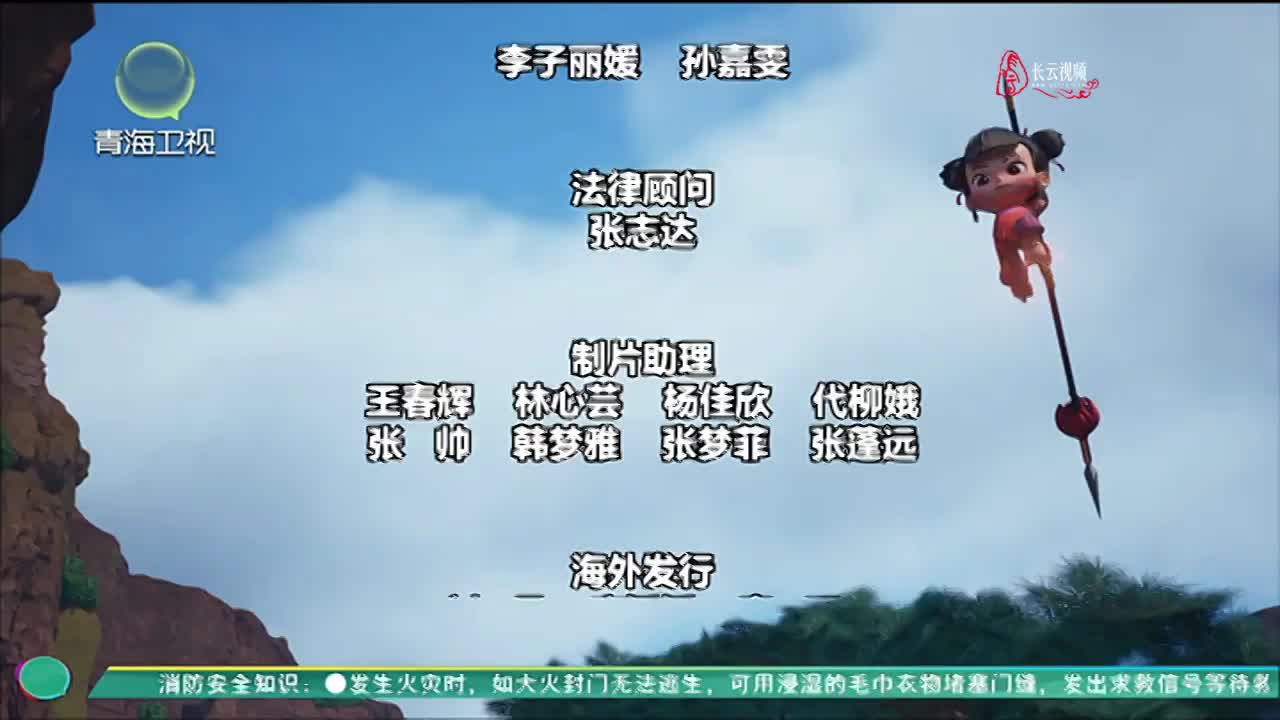 李子丽媛 孙嘉雯
长云视频
青海卫视
法律顾问
张志达
制片助理
王春辉 林心芸 杨佳欣 代柳娥
张 帅 韩梦雅 张梦菲 张蓬远
海外发行
消防安全知识:●发生火灾时,如大火封门无法逃生,可用浸湿的毛巾衣物堵塞门缝,发出求救信号等待